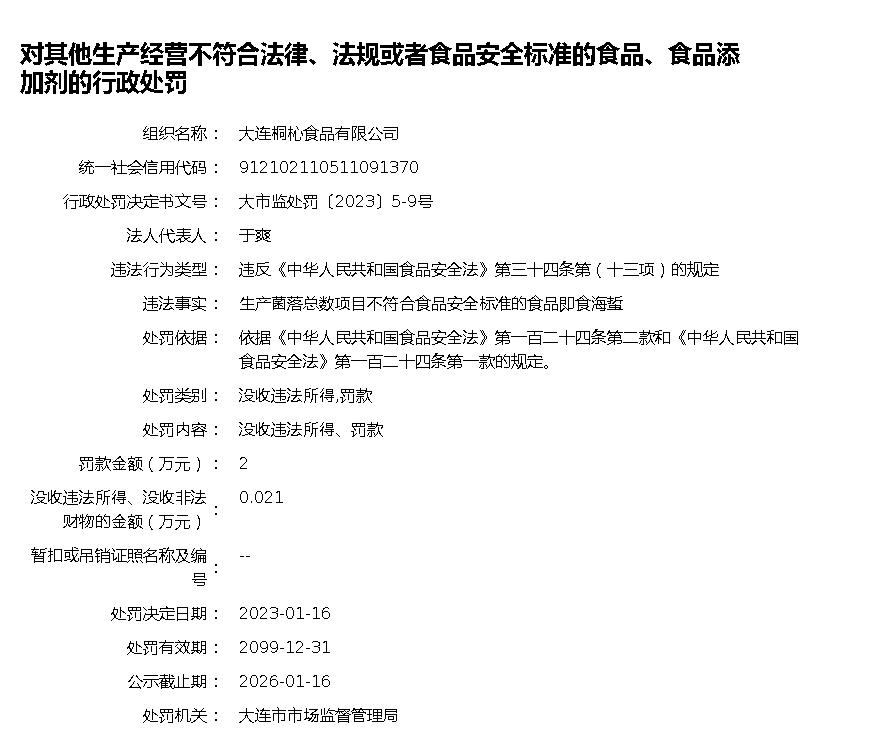 对其他生产经营不符合法律、法规或者食品安全标准的食品、食品添
加剂的行政处罚
组织名称： 大连桐杺食品有限公司
统一社会信用代码： 912102110511091370
行政处罚决定书文号： 大市监处罚〔2023〕5-9号
法人代表人： 于爽
违法行为类型： 违反《中华人民共和国食品安全法》第三十四条第（十三项）的规定
违法事实： 生产菌落总数项目不符合食品安全标准的食品即食海蜇
处罚依据： 依据《中华人民共和国食品安全法》第一百二十四条第二款和《中华人民共和国
食品安全法》第一百二十四条第一款的规定。
处罚类别： 没收违法所得,罚款
处罚内容： 没收违法所得、罚款
罚款金额（万元）： 2
没收违法所得、没收非法
财物的金额（万元）： 0.021
暂扣或吊销证照名称及编
号： --
处罚决定日期： 2023-01-16
处罚有效期： 2099-12-31
公示截止期： 2026-01-16
处罚机关： 大连市市场监督管理局